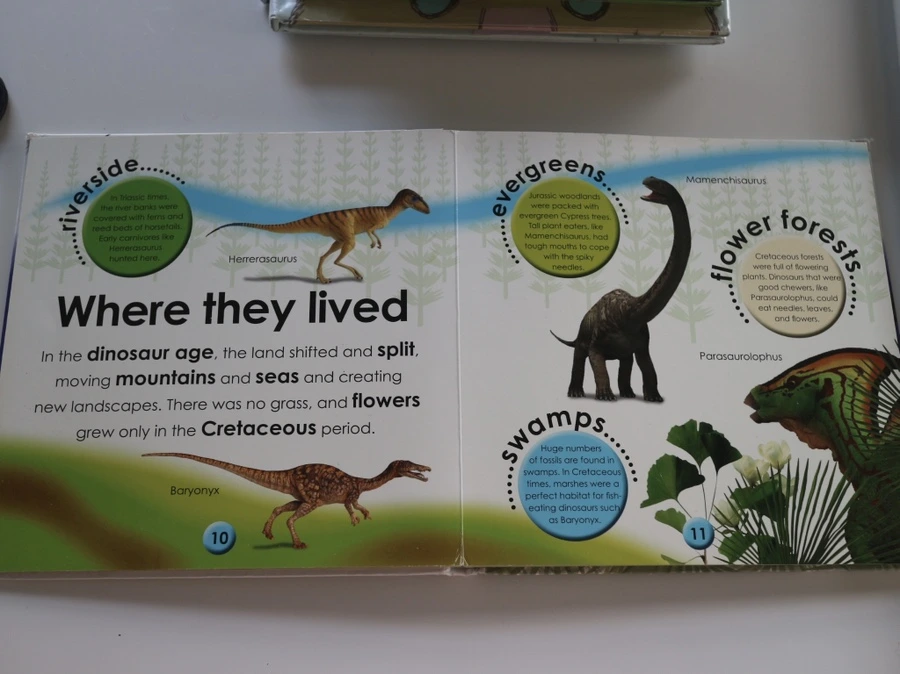 riverside........
In Triassic times,
the river banks were
covered with ferns and
reed beds of horsetails.
Early carnivores like
Herrerasaurus
hunted here.
Herrerasaurus
Where they lived
In the dinosaur age, the land shifted and split,
moving mountains and seas and creating
new landscapes. There was no grass, and flowers
grew only in the Cretaceous period.
Baryonyx
10
evergreens...
Jurassic woodlands
were packed with
evergreen Cypress trees.
Tall plant eaters, like
Mamenchisaurus, had
tough mouths to cope
with the spiky
needles.
Mamenchisaurus
flower forests...
Cretaceous forests
were full of flowering
plants. Dinosaurs that were
good chewers, like
Parasaurolophus, could
eat needles, leaves,
and flowers.
Parasaurolophus
swamps...
Huge numbers
of fossils are found in
swamps. In Cretaceous
times, marshes were a
perfect habitat for fish-
eating dinosaurs such
as Baryonyx.
11